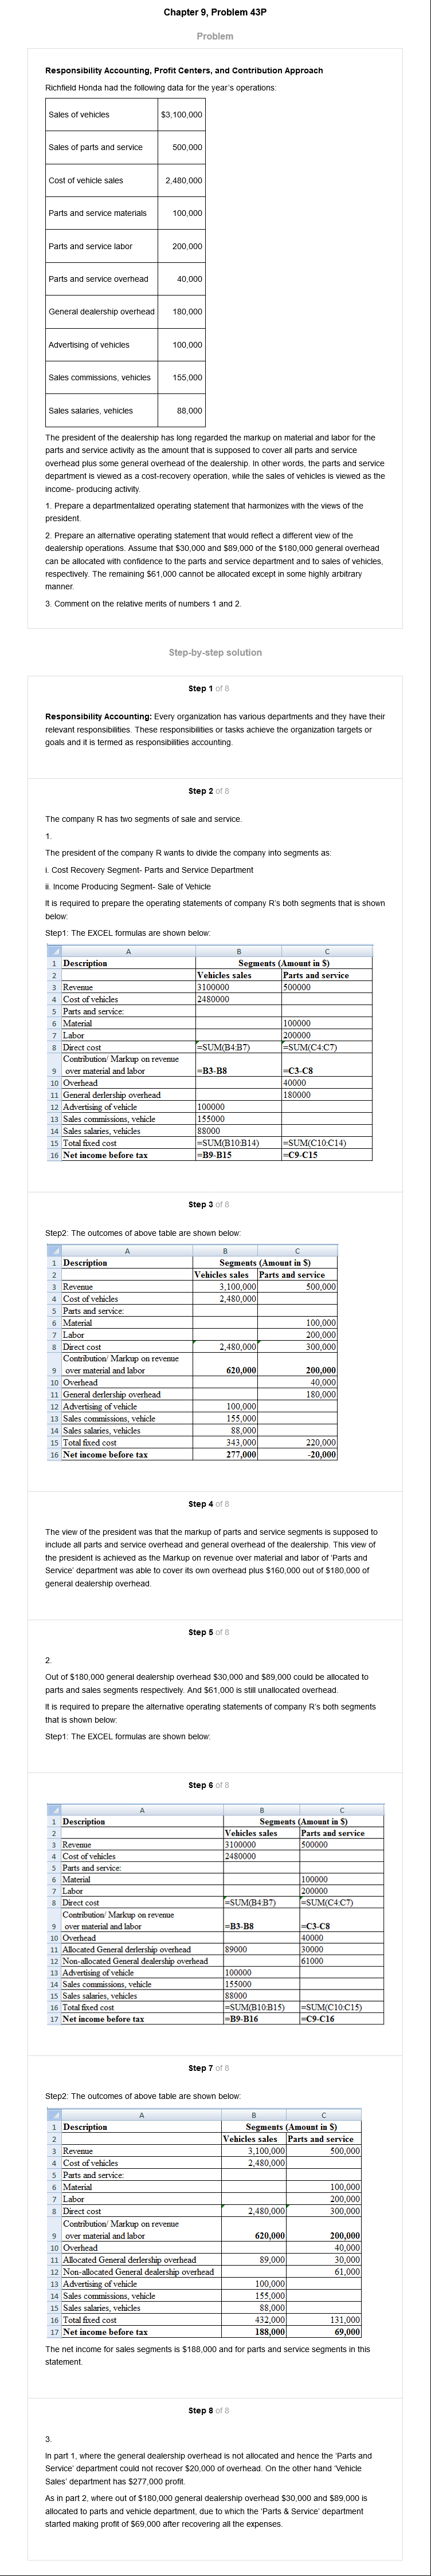 Chapter 9, Problem 43P
Problem
Responsibility Accounting, Profit Centers, and Contribution Approach
Richfield Honda had the following data for the year's operations:
Sales of vehicles $3,100,000
Sales of parts and service 500,000
Cost of vehicle sales 2,480,000
Parts and service materials 100,000
Parts and service labor 200,000
Parts and service overhead 40,000
General dealership overhead 180,000
Advertising of vehicles 100,000
Sales commissions, vehicles 155,000
Sales salaries, vehicles 88,000
The president of the dealership has long regarded the markup on material and labor for the
parts and service activity as the amount that is supposed to cover all parts and service
overhead plus some general overhead of the dealership. In other words, the parts and service
department is viewed as a cost-recovery operation, while the sales of vehicles is viewed as the
income- producing activity.
1. Prepare a departmentalized operating statement that harmonizes with the views of the
president.
2. Prepare an alternative operating statement that would reflect a different view of the
dealership operations. Assume that $30,000 and $89,000 of the $180,000 general overhead
can be allocated with confidence to the parts and service department and to sales of vehicles,
respectively. The remaining $61,000 cannot be allocated except in some highly arbitrary
manner.
3. Comment on the relative merits of numbers 1 and 2.
Step-by-step solution
Step 1 of 8
Responsibility Accounting: Every organization has various departments and they have their
relevant responsibilities. These responsibilities or tasks achieve the organization targets or
goals and it is termed as responsibilities accounting.
Step 2 of 8
The company R has two segments of sale and service.
1.
The president of the company R wants to divide the company into segments as:
i. Cost Recovery Segment- Parts and Service Department
ii. Income Producing Segment- Sale of Vehicle
It is required to prepare the operating statements of company R's both segments that is shown
below:
Step1: The EXCEL formulas are shown below:
A B C
1 Description Segments (Amount in $)
2 Vehicles sales Parts and service
3 Revenue 3100000 500000
4 Cost of vehicles 2480000
5 Parts and service:
6 Material 100000
7 Labor 200000
8 Direct cost =SUM(B4:B7) =SUM(C4:C7)
Contribution/ Markup on revenue
9 over material and labor =B3-B8 =C3-C8
10 Overhead 40000
11 General derlership overhead 180000
12 Advertising of vehicle 100000
13 Sales commissions, vehicle 155000
14 Sales salaries, vehicles 88000
15 Total fixed cost =SUM(B10:B14) =SUM(C10:C14)
16 Net income before tax =B9-B15 =C9-C15
Step 3 of 8
Step2: The outcomes of above table are shown below:
A B C
1 Description Segments (Amount in $)
2 Vehicles sales Parts and service
3 Revenue 3,100,000 500,000
4 Cost of vehicles 2,480,000
5 Parts and service:
6 Material 100,000
7 Labor 200,000
8 Direct cost 2,480,000 300,000
Contribution/ Markup on revenue
9 over material and labor 620,000 200,000
10 Overhead 40,000
11 General derlership overhead 180,000
12 Advertising of vehicle 100,000
13 Sales commissions, vehicle 155,000
14 Sales salaries, vehicles 88,000
15 Total fixed cost 343,000 220,000
16 Net income before tax 277,000 -20,000
Step 4 of 8
The view of the president was that the markup of parts and service segments is supposed to
include all parts and service overhead and general overhead of the dealership. This view of
the president is achieved as the Markup on revenue over material and labor of 'Parts and
Service' department was able to cover its own overhead plus $160,000 out of $180,000 of
general dealership overhead.
Step 5 of 8
2.
Out of $180,000 general dealership overhead $30,000 and $89,000 could be allocated to
parts and sales segments respectively. And $61,000 is still unallocated overhead.
It is required to prepare the alternative operating statements of company R's both segments
that is shown below:
Step1: The EXCEL formulas are shown below:
Step 6 of 8
A B C
1 Description Segments (Amount in $)
2 Vehicles sales Parts and service
3 Revenue 3100000 500000
4 Cost of vehicles 2480000
5 Parts and service:
6 Material 100000
7 Labor 200000
8 Direct cost =SUM(B4:B7) =SUM(C4:C7)
Contribution/ Markup on revenue
9 over material and labor =B3-B8 =C3-C8
10 Overhead 40000
11 Allocated General derlership overhead 89000 30000
12 Non-allocated General dealership overhead 61000
13 Advertising of vehicle 100000
14 Sales commissions, vehicle 155000
15 Sales salaries, vehicles 88000
16 Total fixed cost =SUM(B10:B15) =SUM(C10:C15)
17 Net income before tax =B9-B16 =C9-C16
Step 7 of 8
Step2: The outcomes of above table are shown below:
A B C
1 Description Segments (Amount in $)
2 Vehicles sales Parts and service
3 Revenue 3,100,000 500,000
4 Cost of vehicles 2,480,000
5 Parts and service:
6 Material 100,000
7 Labor 200,000
8 Direct cost 2,480,000 300,000
Contribution/ Markup on revenue
9 over material and labor 620,000 200,000
10 Overhead 40,000
11 Allocated General derlership overhead 89,000 30,000
12 Non-allocated General dealership overhead 61,000
13 Advertising of vehicle 100,000
14 Sales commissions, vehicle 155,000
15 Sales salaries, vehicles 88,000
16 Total fixed cost 432,000 131,000
17 Net income before tax 188,000 69,000
The net income for sales segments is $188,000 and for parts and service segments in this
statement.
Step 8 of 8
3.
In part 1, where the general dealership overhead is not allocated and hence the 'Parts and
Service' department could not recover $20,000 of overhead. On the other hand 'Vehicle
Sales' department has $277,000 profit.
As in part 2, where out of $180,000 general dealership overhead $30,000 and $89,000 is
allocated to parts and vehicle department, due to which the 'Parts & Service' department
started making profit of $69,000 after recovering all the expenses.